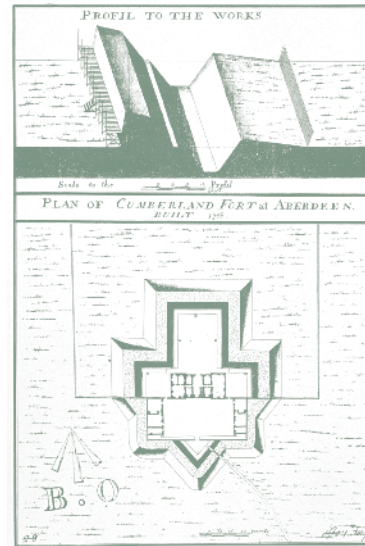 PROFIL TO THE WORKS
Scale to the Profil
PLAN OF CUMBERLAND FORT at ABERDEEN.
BUILT 1746
B. O